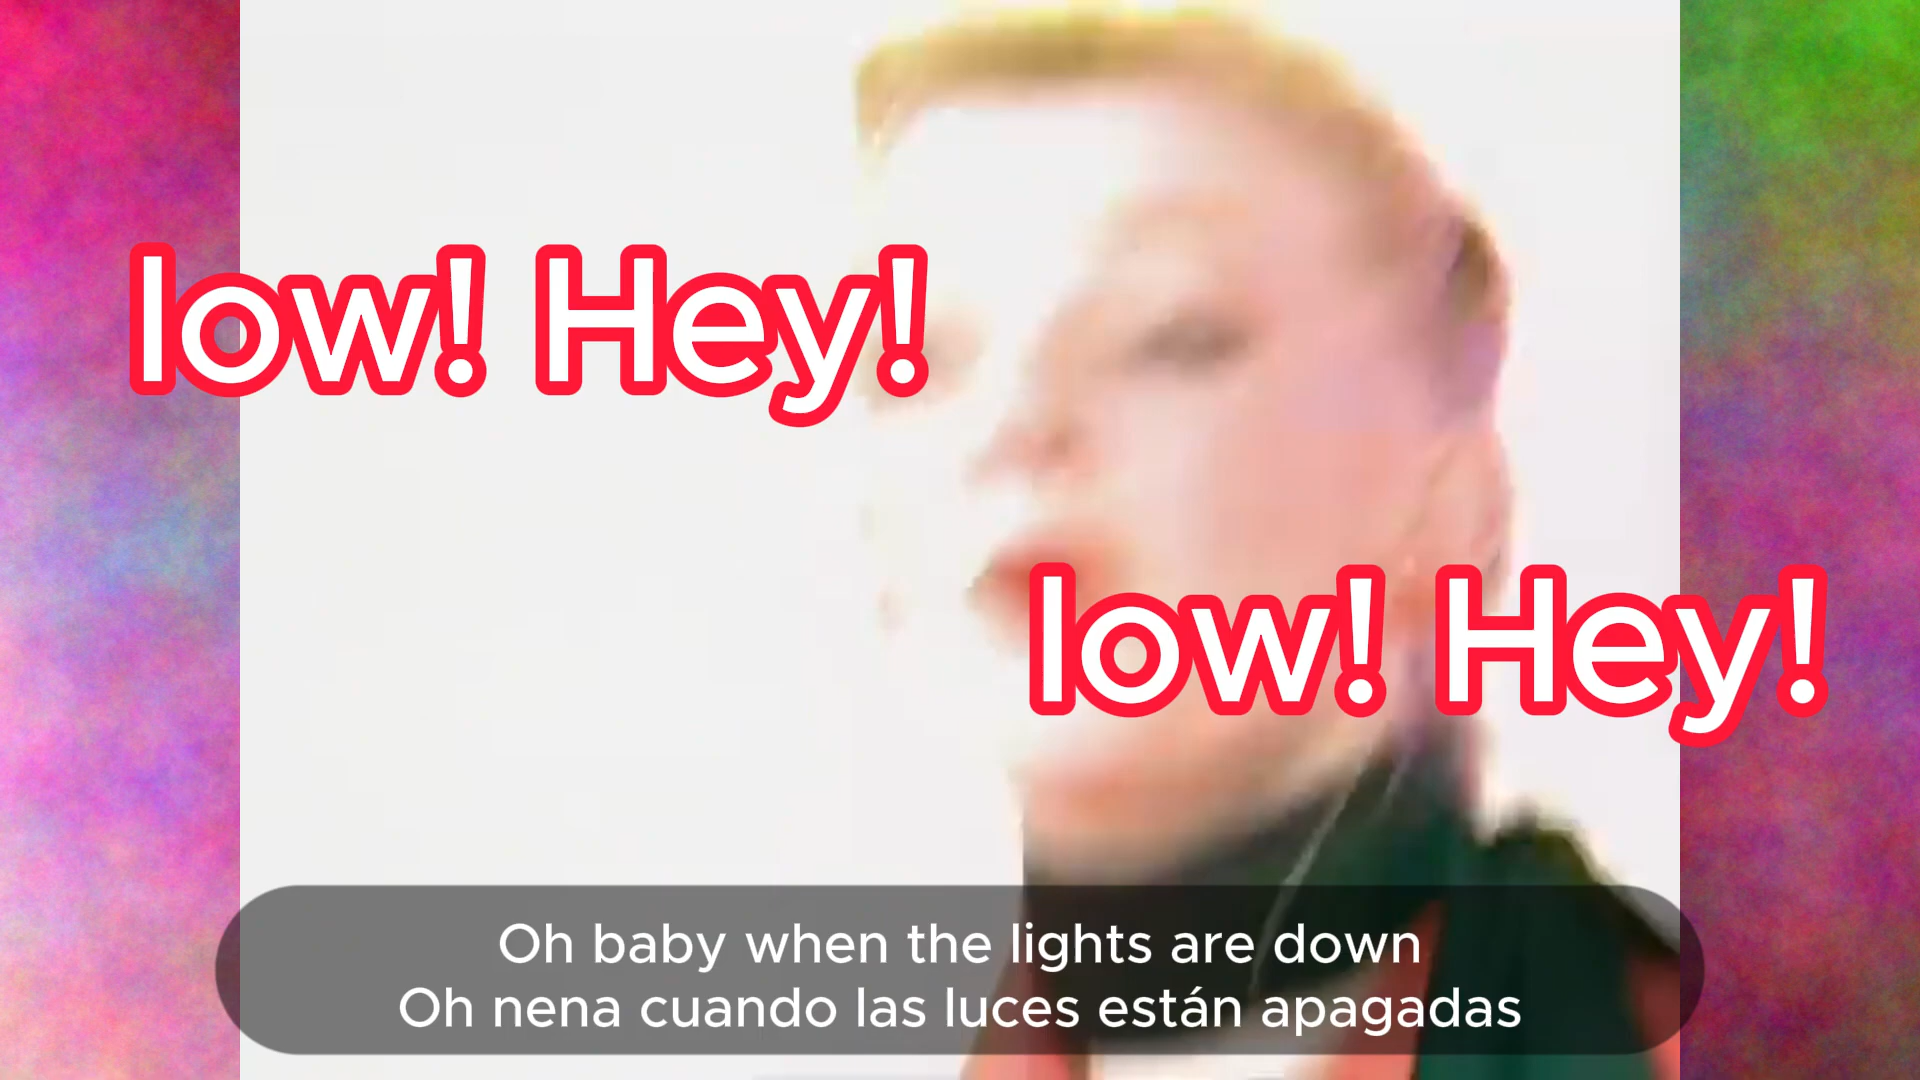 low! Hey!
low! Hey!
Oh baby when the lights are down
Oh nena cuando las luces están apagadas